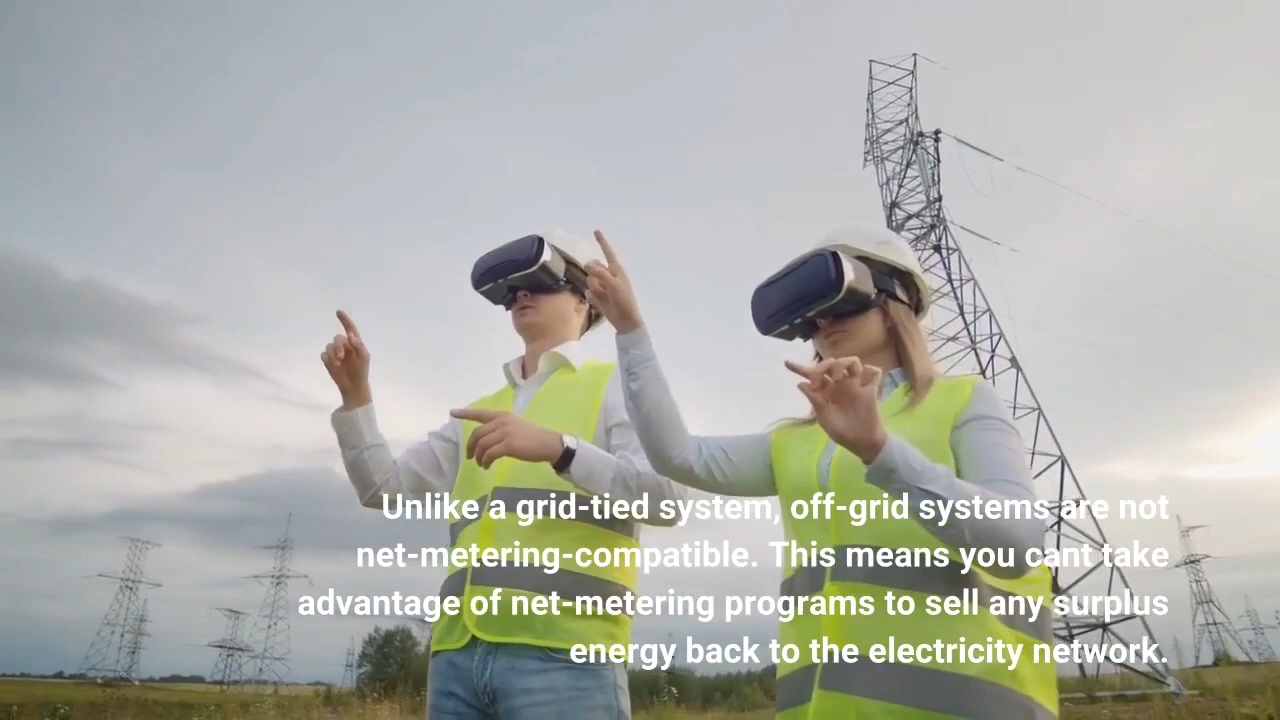 Unlike a grid-tied system, off-grid systems are not
net-metering-compatible. This means you cant take
advantage of net-metering programs to sell any surplus
energy back to the electricity network.